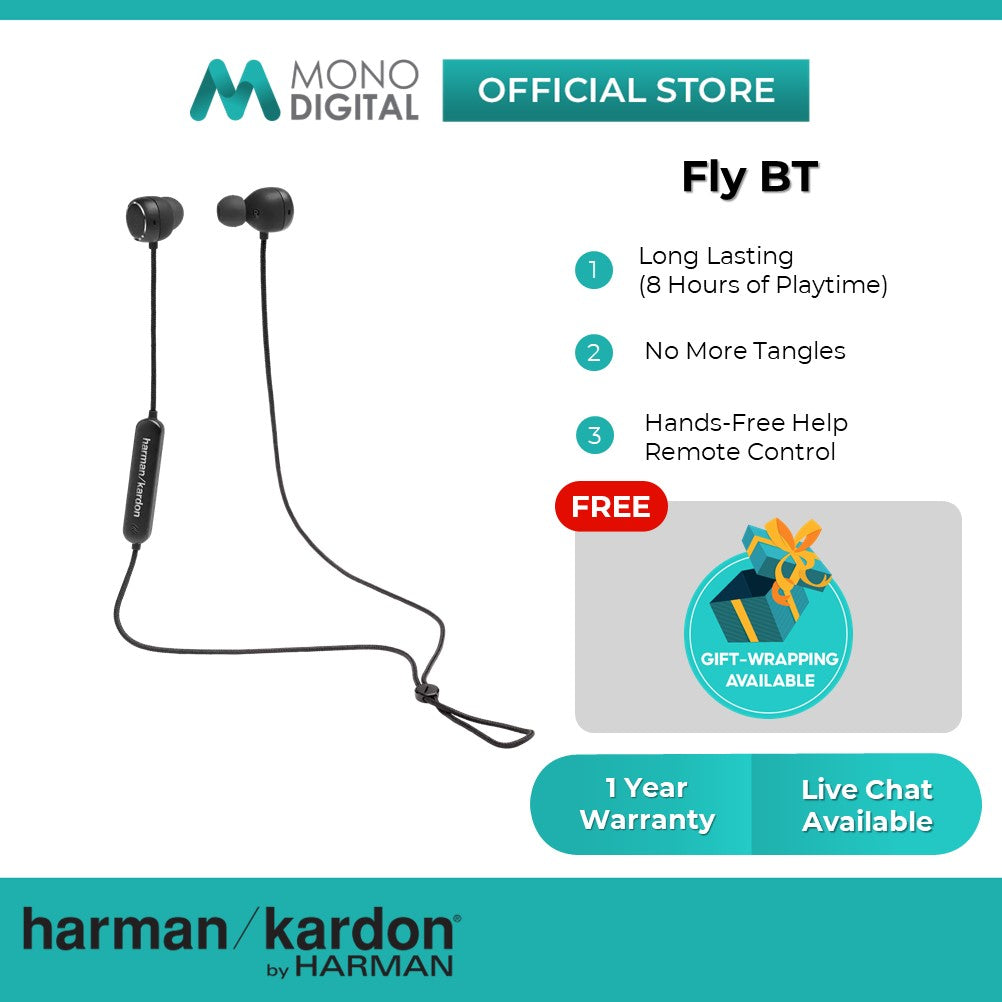 MONO
DIGITAL
OFFICIAL STORE
Fly BT
1
Long Lasting
(8 Hours of Playtime)
2
No More Tangles
3
Hands-Free Help
Remote Control
harman/kardon
FREE
GIFT-WRAPPING
AVAILABLE
1 Year
Warranty
Live Chat
Available
harman/kardon®
by HARMAN